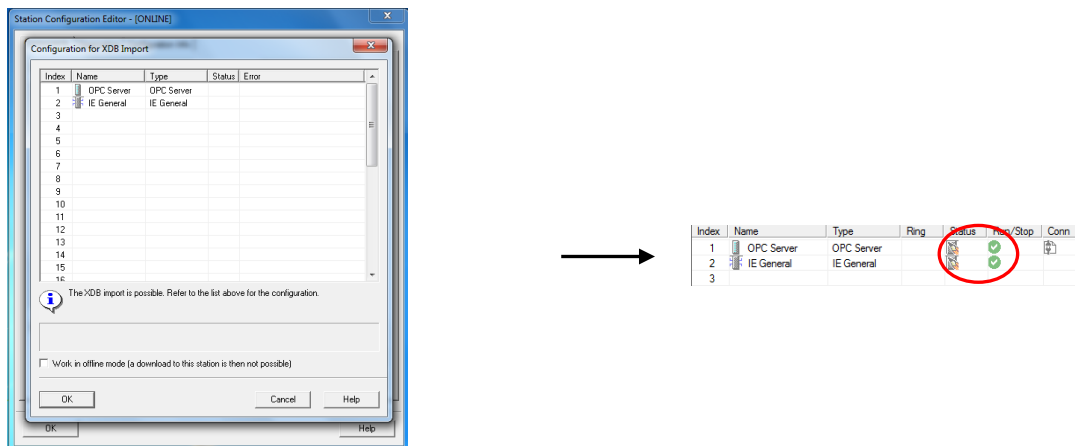 Station Configuration Editor - [ONLINE]
Configuration for XDB Import
Index Name Type Status Error
1 OPC Server OPC Server
2 IE General IE General
3
4
5
6
7
8
9
10
11
12
13
14
15
16
The XDB import is possible. Refer to the list above for the configuration.
Work in offline mode (a download to this station is then not possible)
OK Cancel Help
OK Help
Index Name Type Ring Status Run/Stop Conn
1 OPC Server OPC Server
2 IE General IE General
3